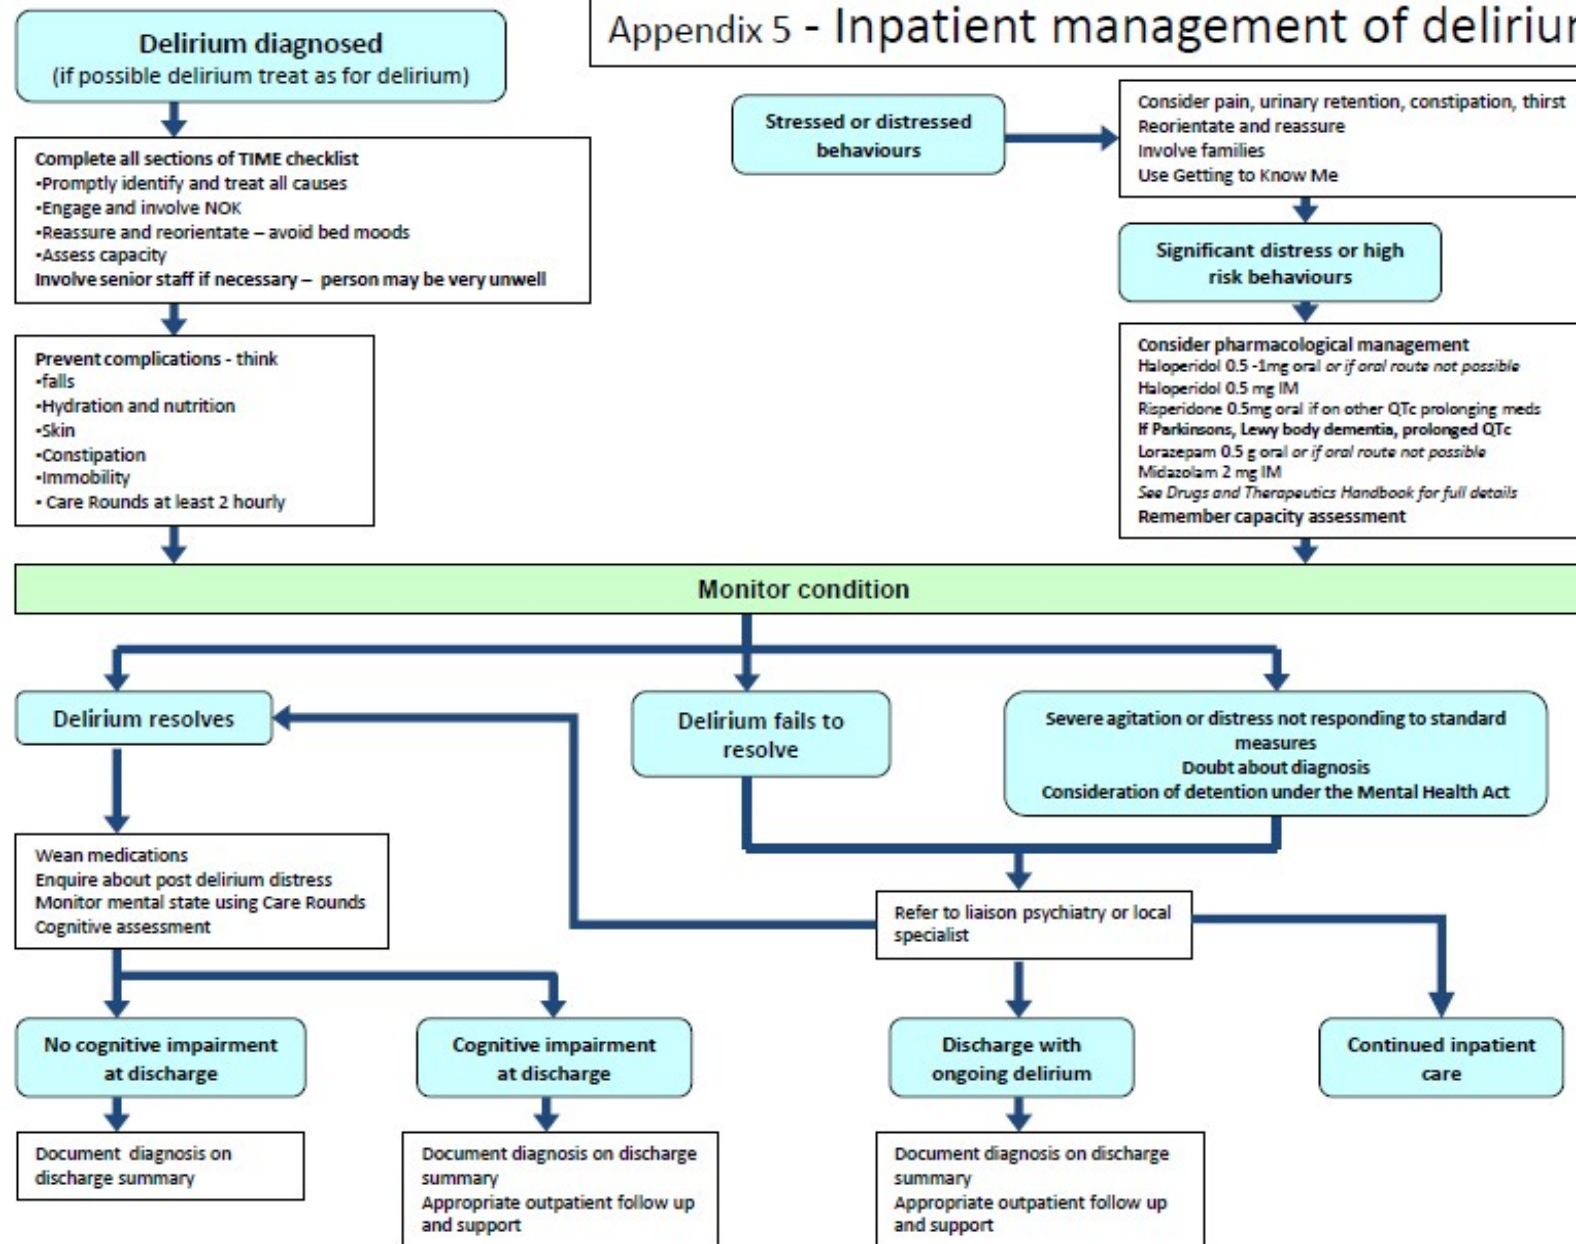 Appendix 5 - Inpatient management of delirium
Delirium diagnosed
(if possible delirium treat as for delirium)
Complete all sections of TIME checklist
•Promptly identify and treat all causes
•Engage and involve NOK
•Reassure and reorientate – avoid bed moods
•Assess capacity
Involve senior staff if necessary – person may be very unwell
Prevent complications - think
•falls
•Hydration and nutrition
•Skin
•Constipation
•Immobility
• Care Rounds at least 2 hourly
Stressed or distressed
behaviours
Consider pain, urinary retention, constipation, thirst
Reorientate and reassure
Involve families
Use Getting to Know Me
Significant distress or high
risk behaviours
Consider pharmacological management
Haloperidol 0.5 -1mg oral or if oral route not possible
Haloperidol 0.5 mg IM
Risperidone 0.5mg oral if on other QTc prolonging meds
If Parkinsons, Lewy body dementia, prolonged QTc
Lorazepam 0.5 g oral or if oral route not possible
Midazolam 2 mg IM
See Drugs and Therapeutics Handbook for full details
Remember capacity assessment
Monitor condition
Delirium resolves
Delirium fails to
resolve
Severe agitation or distress not responding to standard
measures
Doubt about diagnosis
Consideration of detention under the Mental Health Act
Wean medications
Enquire about post delirium distress
Monitor mental state using Care Rounds
Cognitive assessment
Refer to liaison psychiatry or local
specialist
No cognitive impairment
at discharge
Cognitive impairment
at discharge
Discharge with
ongoing delirium
Continued inpatient
care
Document diagnosis on
discharge summary
Document diagnosis on discharge
summary
Appropriate outpatient follow up
and support
Document diagnosis on discharge
summary
Appropriate outpatient follow up
and support